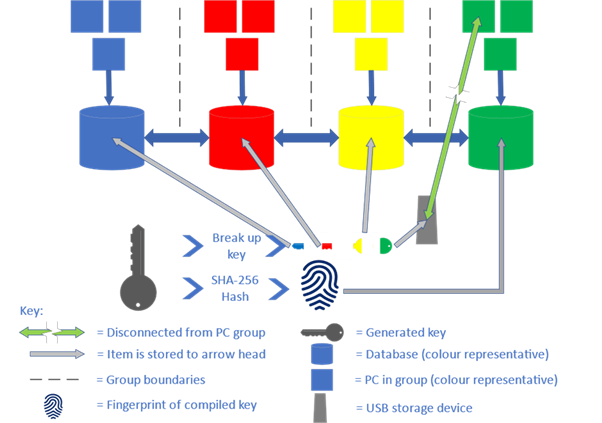 Break up
key
SHA-256
Hash
Key:
= Disconnected from PC group
= Generated key
= Item is stored to arrow head
= Database (colour representative)
= Group boundaries
= PC in group (colour representative)
= Fingerprint of compiled key
= USB storage device